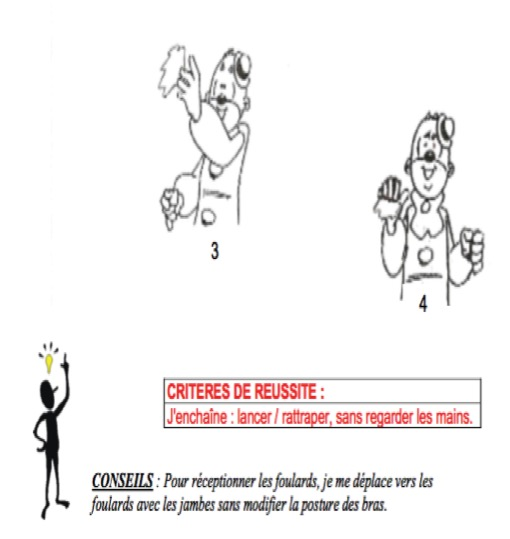 3
4
CRITERES DE REUSSITE :
J'enchaîne : lancer / rattraper, sans regarder les mains.
CONSEILS : Pour réceptionner les foulards, je me déplace vers les
foulards avec les jambes sans modifier la posture des bras.